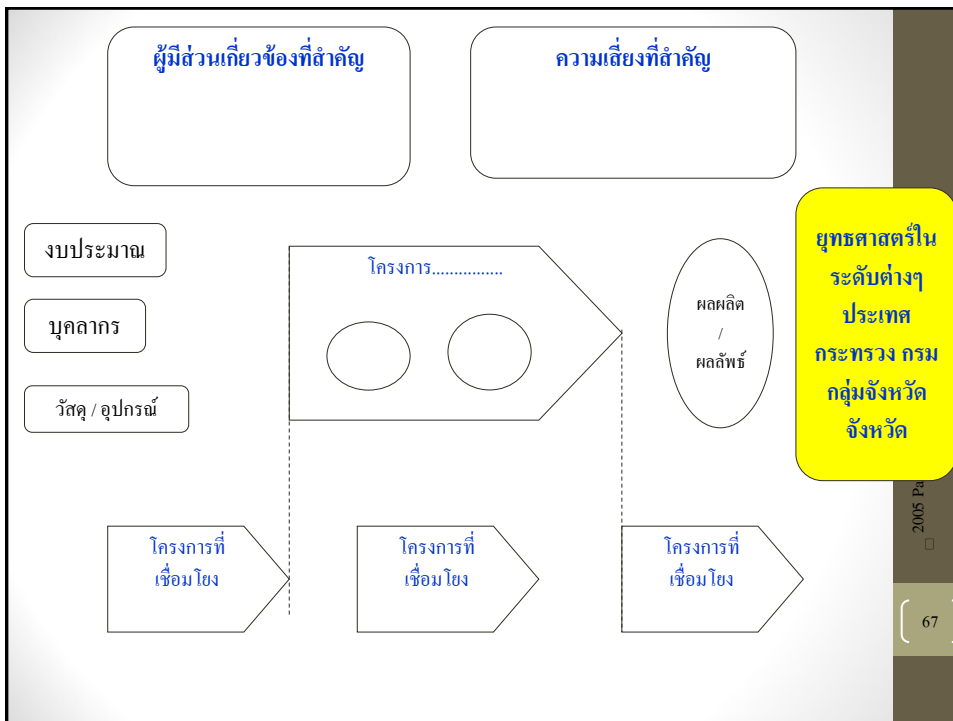 ผู้มีส่วนเกี่ยวข้องที่สำคัญ
ความเสี่ยงที่สำคัญ
งบประมาณ
บุคลากร
วัสดุ / อุปกรณ์
โครงการ................
ผลผลิต
/
ผลลัพธ์
ยุทธศาสตร์ใน
ระดับต่างๆ
ประเทศ
กระทรวง กรม
กลุ่มจังหวัด
จังหวัด
โครงการที่
เชื่อมโยง
โครงการที่
เชื่อมโยง
โครงการที่
เชื่อมโยง
2005
67